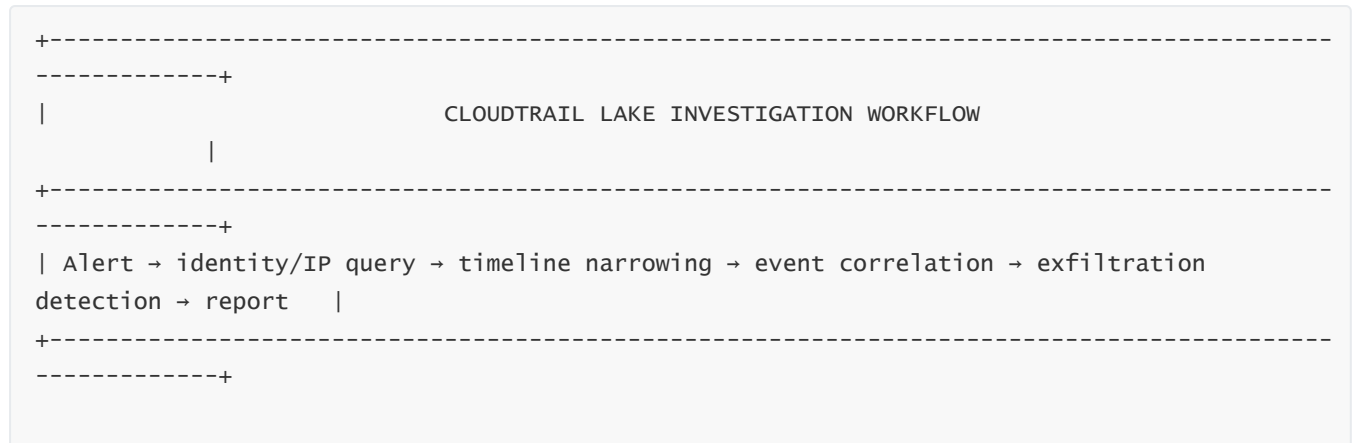 +-------------------------------------------------------------------------------------------
-------------+
|                             CLOUDTRAIL LAKE INVESTIGATION WORKFLOW
            |
+-------------------------------------------------------------------------------------------
-------------+
| Alert → identity/IP query → timeline narrowing → event correlation → exfiltration
detection → report   |
+-------------------------------------------------------------------------------------------
-------------+